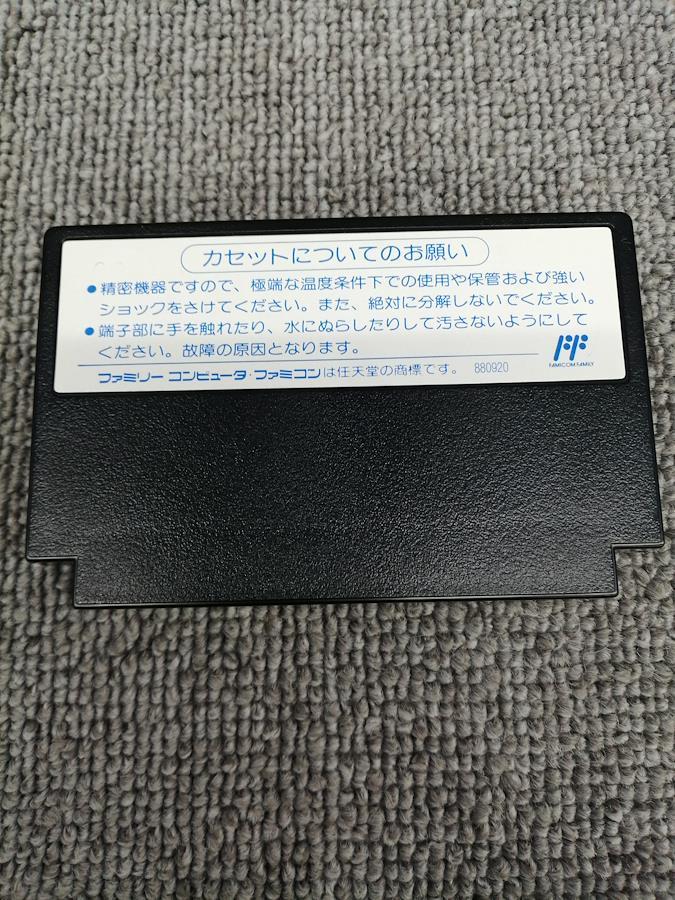 カセットについてのお願い
●精密機器ですので、極端な温度条件下での使用や保管および強い
ショックをさけてください。また、絶対に分解しないでください。
●端子部に手を触れたり、水にぬらしたりして汚さないようにして
ください。故障の原因となります。
FF
FAMICOM FAMILY
ファミリー コンピュータ・ファミコンは任天堂の商標です。 880920